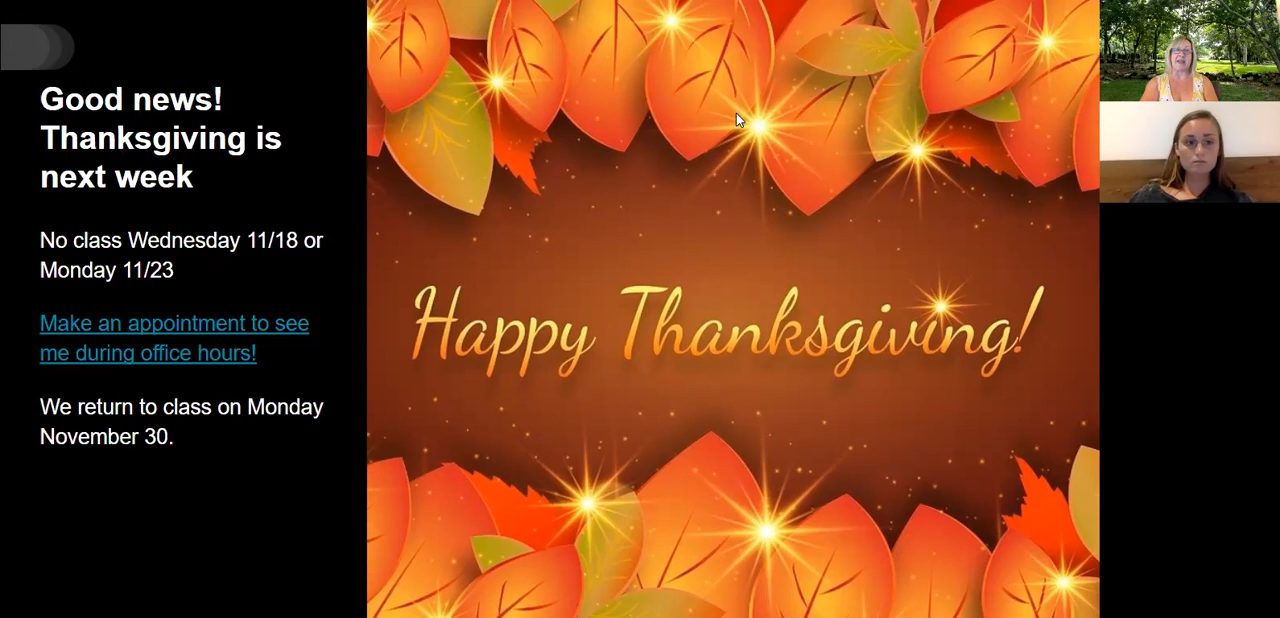 Good news!
Thanksgiving is
next week
No class Wednesday 11/18 or
Monday 11/23
Make an appointment to see
me during office hours!
We return to class on Monday
November 30.
Happy Thanksgiving!